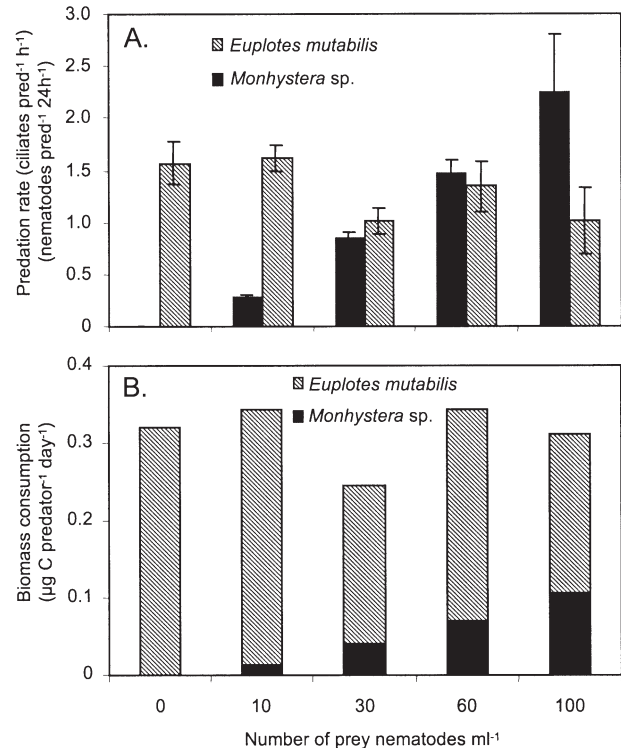 A.
Euplotes mutabilis
Monhystera sp.
Predation rate (ciliates pred⁻¹ h⁻¹)
(nematodes pred⁻¹ 24h⁻¹)
3.0
2.5
2.0
1.5
1.0
0.5
0
B.
Euplotes mutabilis
Monhystera sp.
Biomass consumption
(µg C predator⁻¹ day⁻¹)
0.4
0.3
0.2
0.1
0
0 10 30 60 100
Number of prey nematodes ml⁻¹